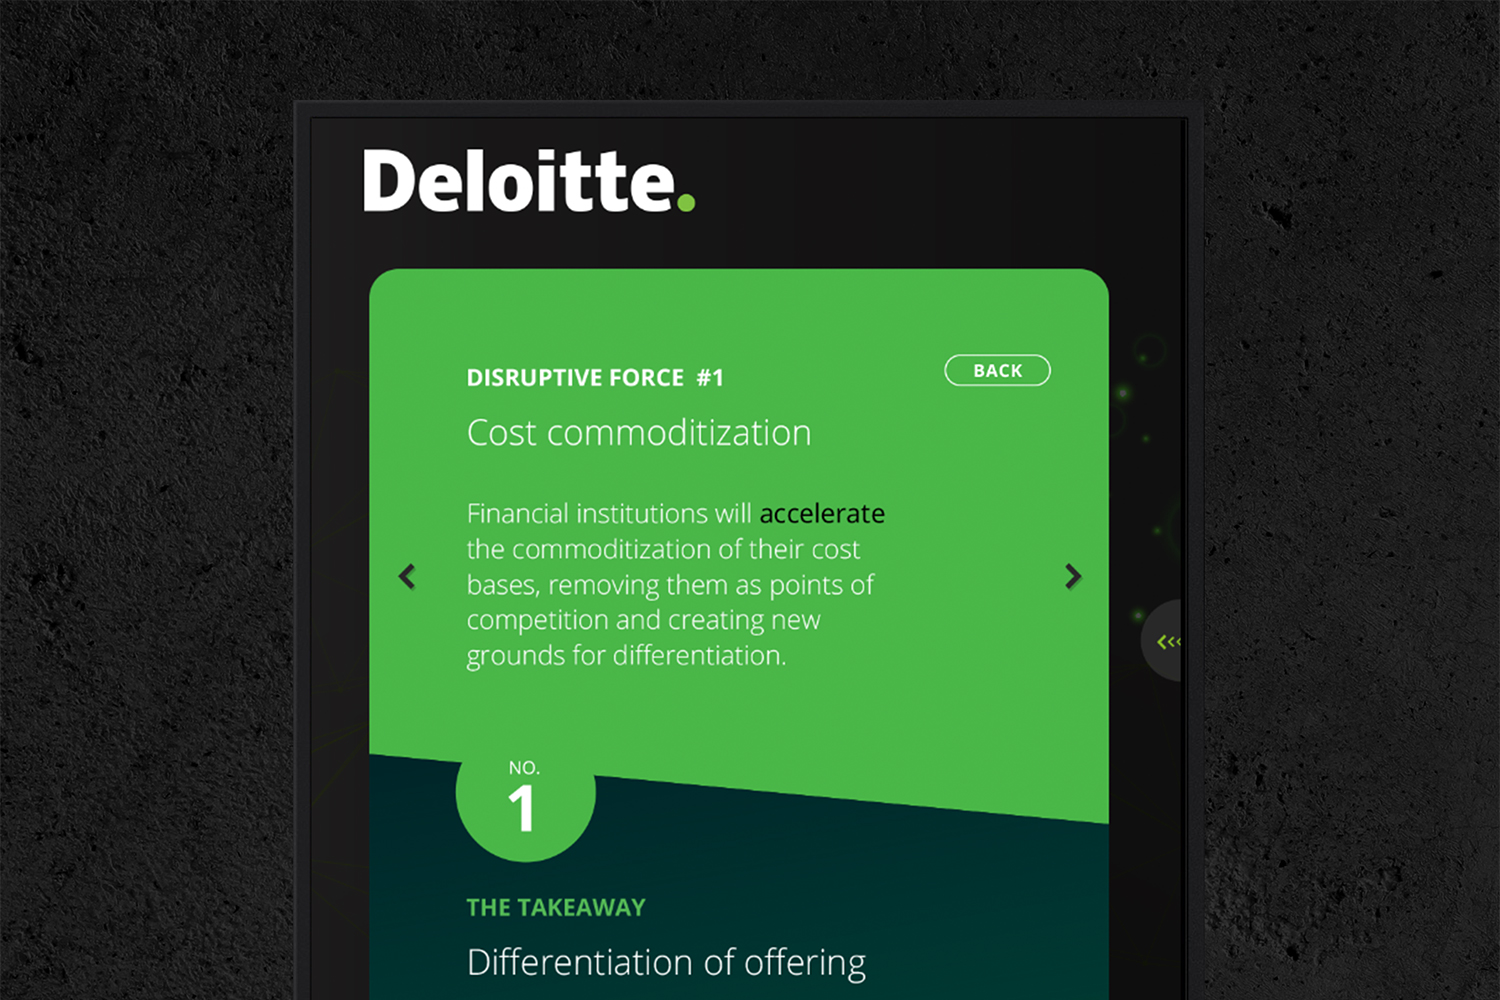 Deloitte.
DISRUPTIVE FORCE #1
BACK
Cost commoditization
Financial institutions will accelerate
the commoditization of their cost
bases, removing them as points of
competition and creating new
grounds for differentiation.
NO.
1
THE TAKEAWAY
Differentiation of offering